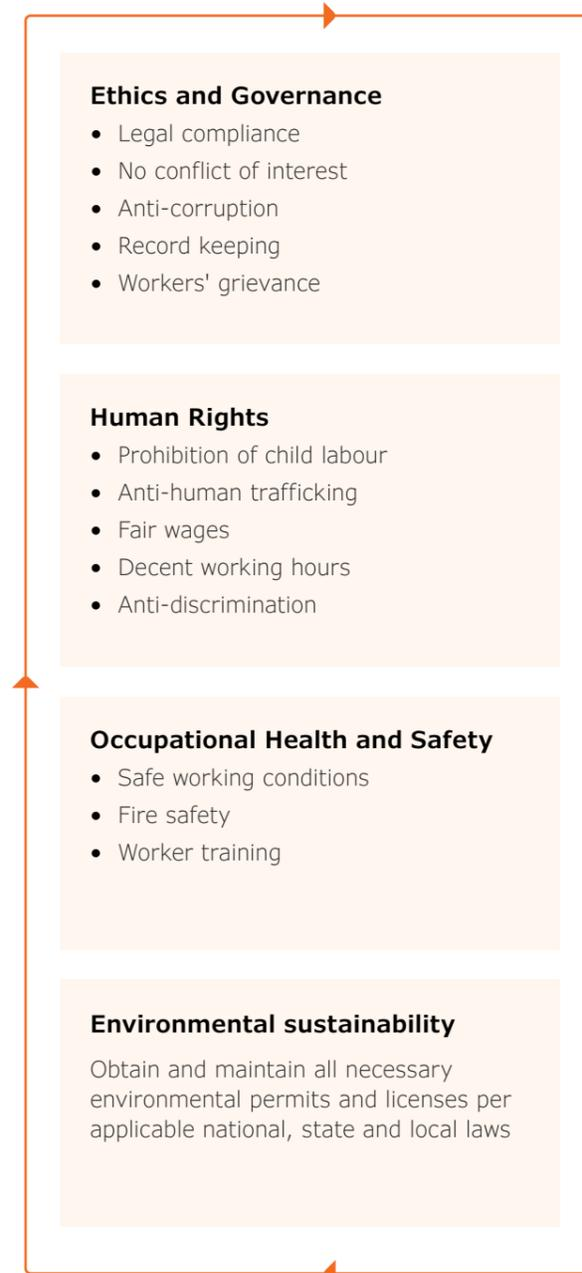 Ethics and Governance
• Legal compliance
• No conflict of interest
• Anti-corruption
• Record keeping
• Workers' grievance
Human Rights
• Prohibition of child labour
• Anti-human trafficking
• Fair wages
• Decent working hours
• Anti-discrimination
Occupational Health and Safety
• Safe working conditions
• Fire safety
• Worker training
Environmental sustainability
Obtain and maintain all necessary
environmental permits and licenses per
applicable national, state and local laws